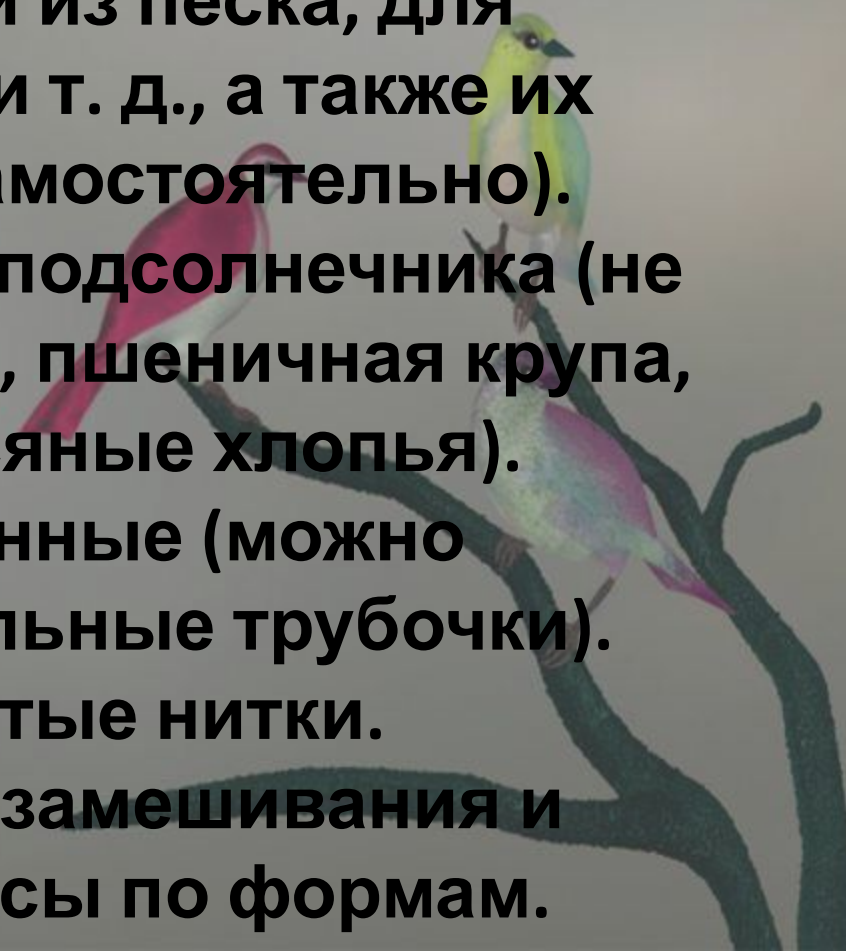 и из песка, для
и т. д., а также их
амостоятельно).
подсолнечника (не
, пшеничная крупа,
яные хлопья).
нные (можно
льные трубочки).
тые нитки.
замешивания и
сы по формам.